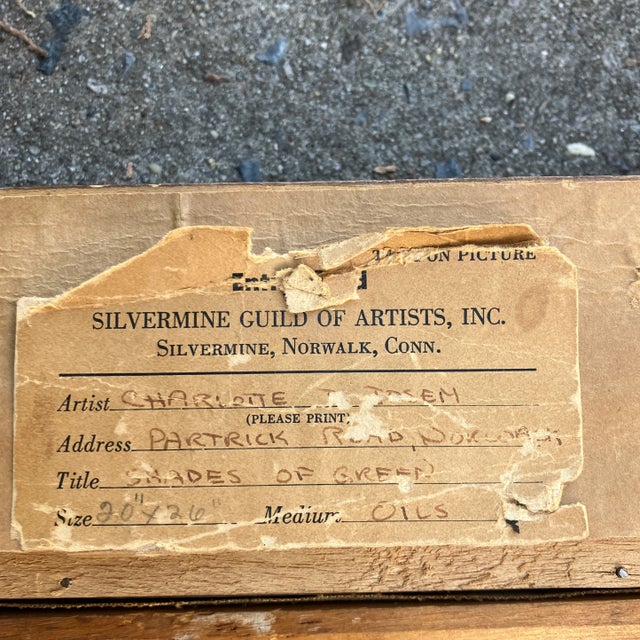 ON PICTURE
SILVERMINE GUILD OF ARTISTS, INC.
SILVERMINE, NORWALK, CONN.
Artist CHARLOTTE
(PLEASE PRINT)
Address PARTRICK ROAD, NORWALK
Title SHADES OF GREEN
Size 20" x 26" Medium OILS